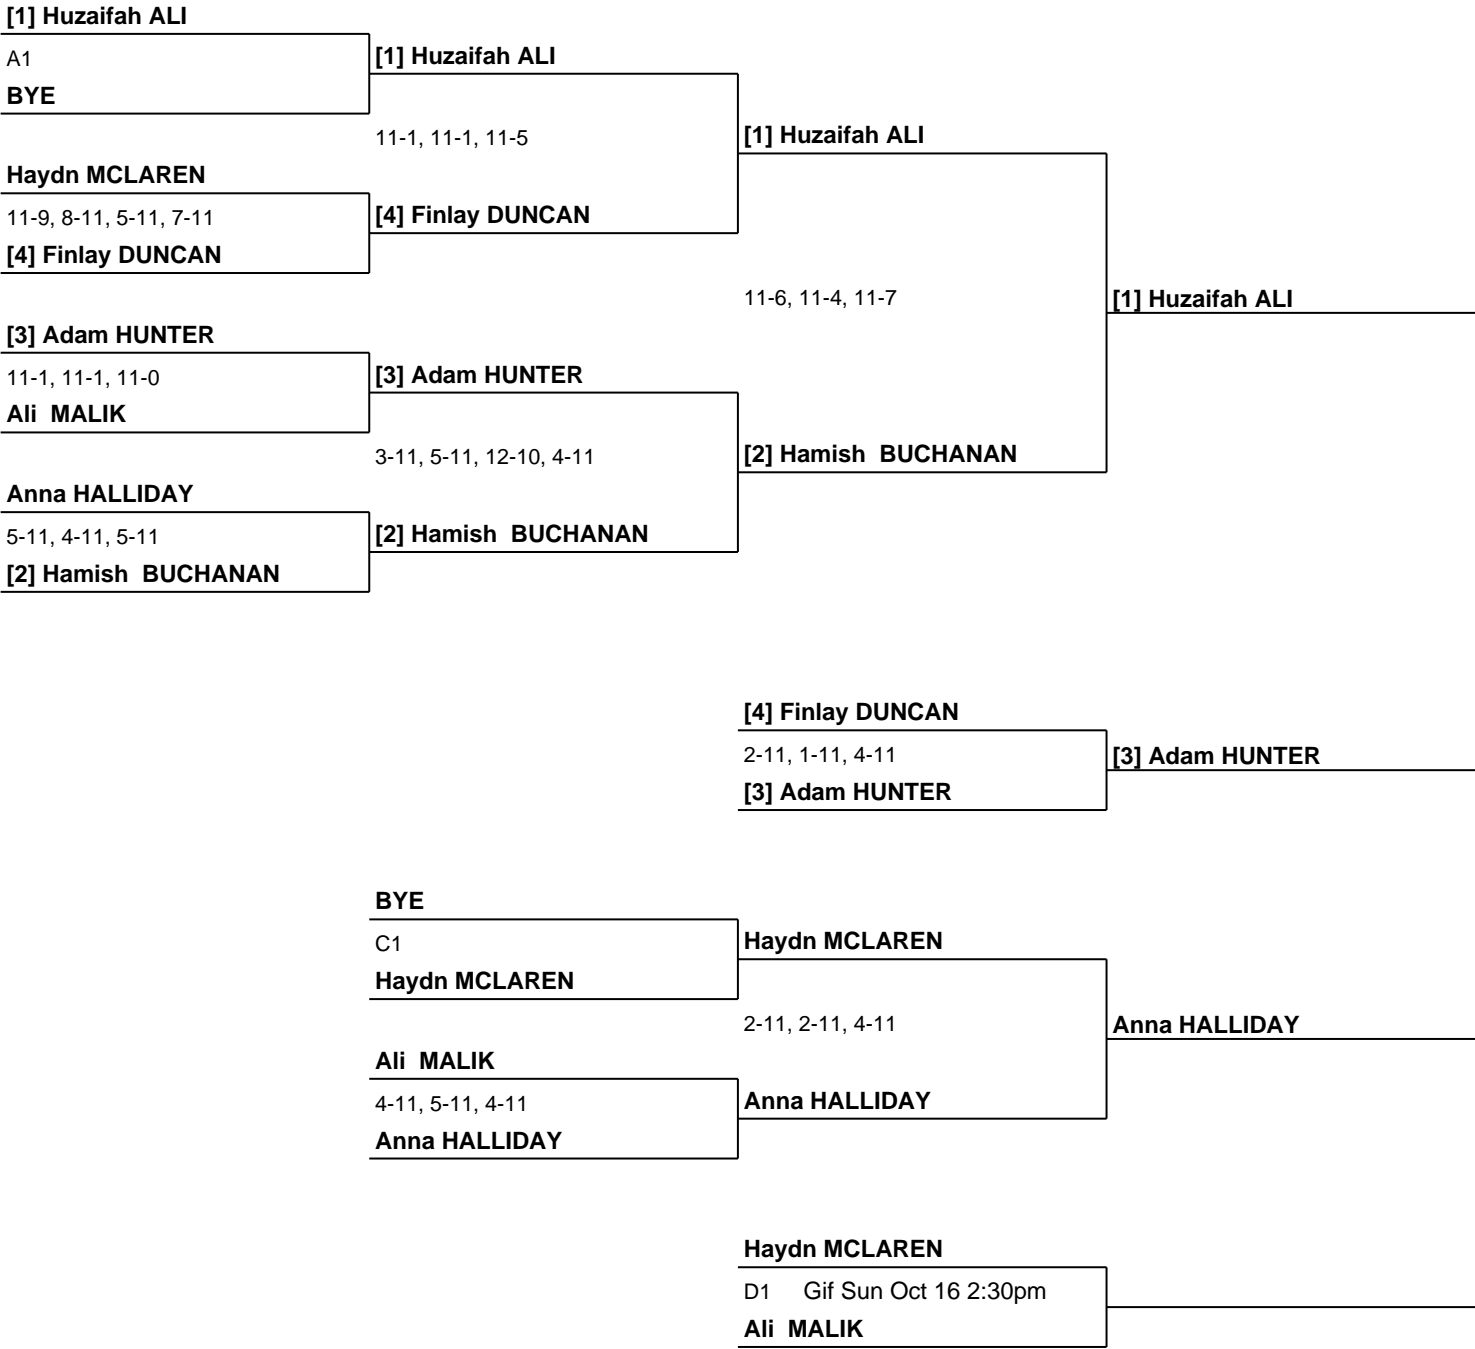 [1] Huzaifah ALI
A1
[1] Huzaifah ALI
BYE
11-1, 11-1, 11-5
[1] Huzaifah ALI
Haydn MCLAREN
11-9, 8-11, 5-11, 7-11
[4] Finlay DUNCAN
[4] Finlay DUNCAN
11-6, 11-4, 11-7
[1] Huzaifah ALI
[3] Adam HUNTER
11-1, 11-1, 11-0
[3] Adam HUNTER
Ali  MALIK
3-11, 5-11, 12-10, 4-11
[2] Hamish  BUCHANAN
Anna HALLIDAY
5-11, 4-11, 5-11
[2] Hamish  BUCHANAN
[2] Hamish  BUCHANAN
[4] Finlay DUNCAN
2-11, 1-11, 4-11
[3] Adam HUNTER
[3] Adam HUNTER
BYE
C1
Haydn MCLAREN
Haydn MCLAREN
2-11, 2-11, 4-11
Anna HALLIDAY
Ali  MALIK
4-11, 5-11, 4-11
Anna HALLIDAY
Anna HALLIDAY
Haydn MCLAREN
D1 Gif Sun Oct 16 2:30pm
Ali  MALIK